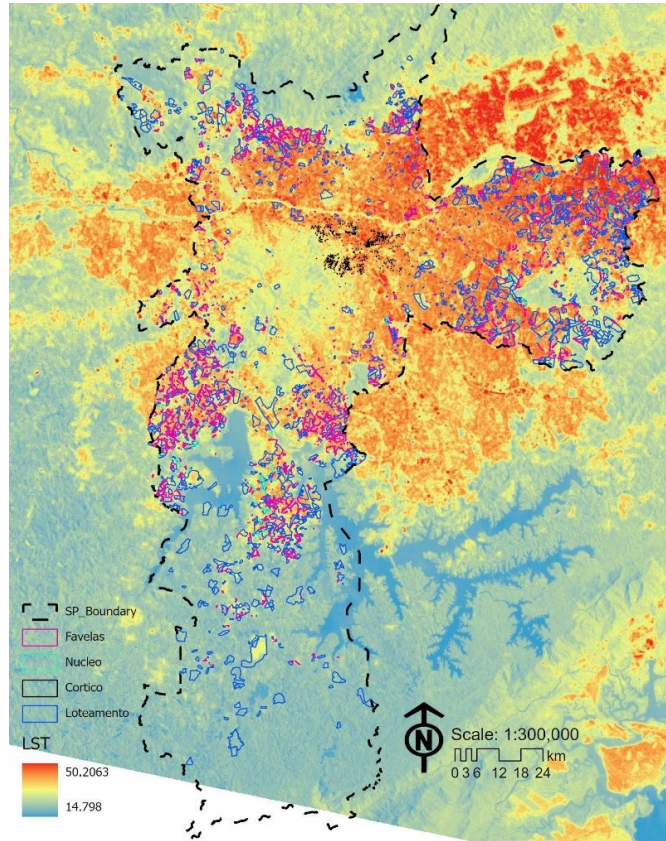 SP_Boundary
Favelas
Nucleo
Cortico
Loteamento
LST
50.2063
14.798
N
Scale: 1:300,000
km
0 3 6 12 18 24